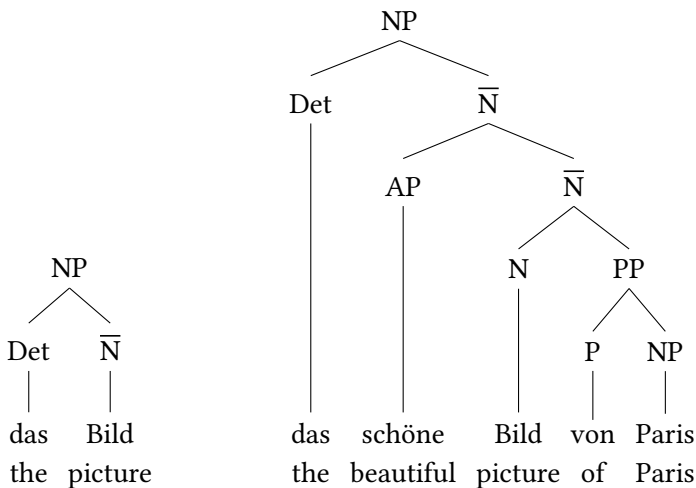 NP
Det N̅
AP N̅
N PP
NP
Det N̅ P NP
das Bild das schöne Bild von Paris
the picture the beautiful picture of Paris